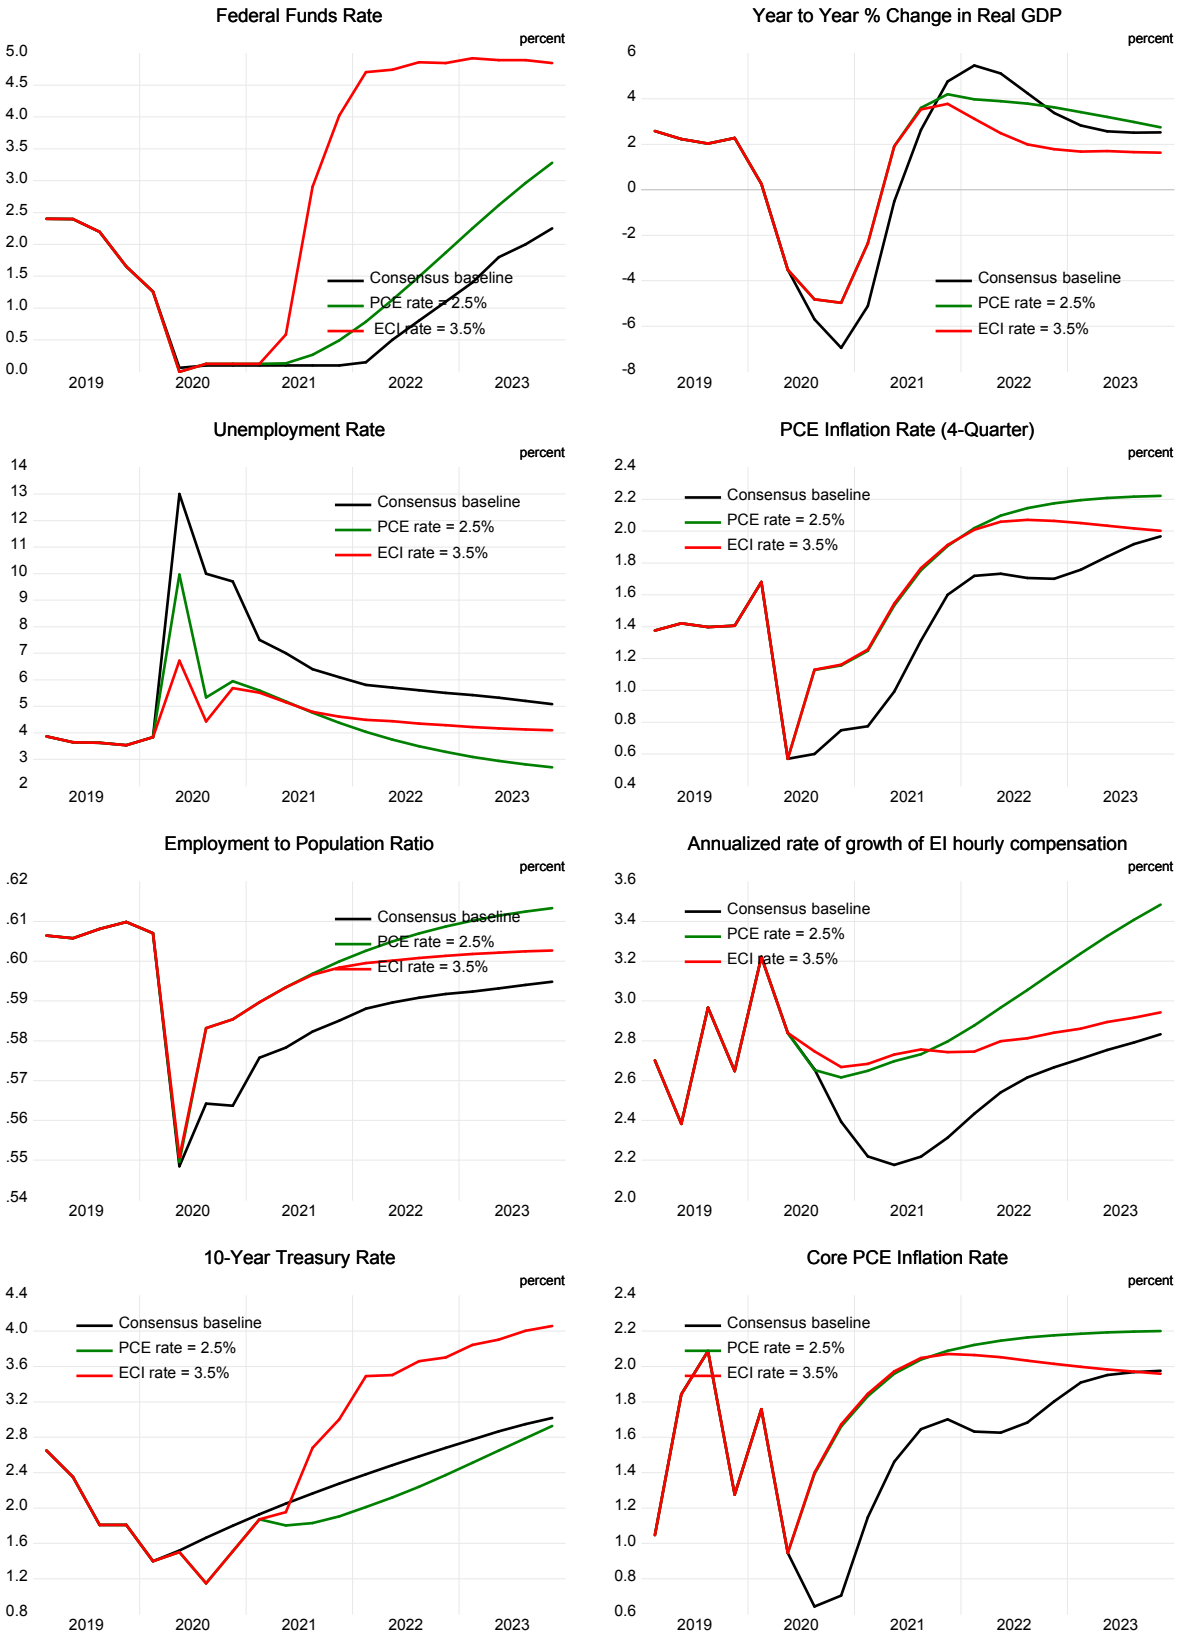 Federal Funds Rate
percent
5.0
4.5
4.0
3.5
3.0
2.5
2.0
1.5
1.0
0.5
0.0
Consensus baseline
PCE rate = 2.5%
ECI rate = 3.5%
2019 2020 2021 2022 2023
Year to Year % Change in Real GDP
percent
6
4
2
0
-2
-4
-6
-8
Consensus baseline
PCE rate = 2.5%
ECI rate = 3.5%
2019 2020 2021 2022 2023
Unemployment Rate
percent
14
13
12
11
10
9
8
7
6
5
4
3
2
Consensus baseline
PCE rate = 2.5%
ECI rate = 3.5%
2019 2020 2021 2022 2023
PCE Inflation Rate (4-Quarter)
percent
2.4
2.2
2.0
1.8
1.6
1.4
1.2
1.0
0.8
0.6
0.4
Consensus baseline
PCE rate = 2.5%
ECI rate = 3.5%
2019 2020 2021 2022 2023
Employment to Population Ratio
percent
.62
.61
.60
.59
.58
.57
.56
.55
.54
Consensus baseline
PCE rate = 2.5%
ECI rate = 3.5%
2019 2020 2021 2022 2023
Annualized rate of growth of EI hourly compensation
percent
3.6
3.4
3.2
3.0
2.8
2.6
2.4
2.2
2.0
Consensus baseline
PCE rate = 2.5%
ECI rate = 3.5%
2019 2020 2021 2022 2023
10-Year Treasury Rate
percent
4.4
4.0
3.6
3.2
2.8
2.4
2.0
1.6
1.2
0.8
Consensus baseline
PCE rate = 2.5%
ECI rate = 3.5%
2019 2020 2021 2022 2023
Core PCE Inflation Rate
percent
2.4
2.2
2.0
1.8
1.6
1.4
1.2
1.0
0.8
0.6
Consensus baseline
PCE rate = 2.5%
ECI rate = 3.5%
2019 2020 2021 2022 2023